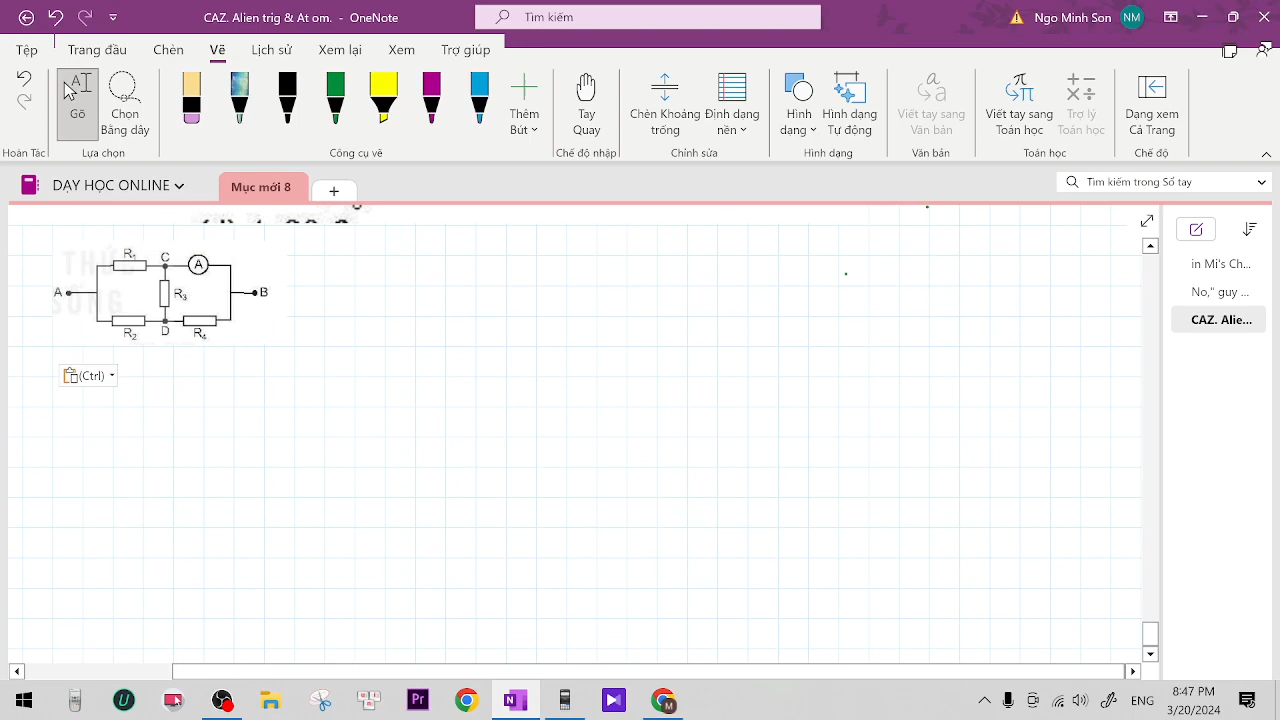 CAZ. Alien trg & At om. - OneNote
Tìm kiếm
Ngo Minh Son
NM
Tệp
Trang đầu
Chèn
Vẽ
Lịch sử
Xem lại
Xem
Trợ giúp
Gõ
Chọn Bằng dây
Thêm Bút
Tay Quay
Chèn Khoảng trống
Định dạng nền
Hình dạng
Hình dạng Tự động
Viết tay sang Văn bản
Viết tay sang Toán học
Trợ lý Toán học
Dạng xem Cả Trang
Hoàn Tác
Lựa chọn
Công cụ vẽ
Chế độ nhập
Chỉnh sửa
Hình dạng
Văn bản
Toán học
Chế độ
DẠY HỌC ONLINE
Mục mới 8
+
Tìm kiếm trong Sổ tay
THỨC
SỐNG
R1
C
A
A
R3
B
R2
D
R4
(Ctrl)
in Mi's Ch...
No," guy ...
CAZ. Alie...
Pr
M
ENG
8:47 PM
3/20/2024